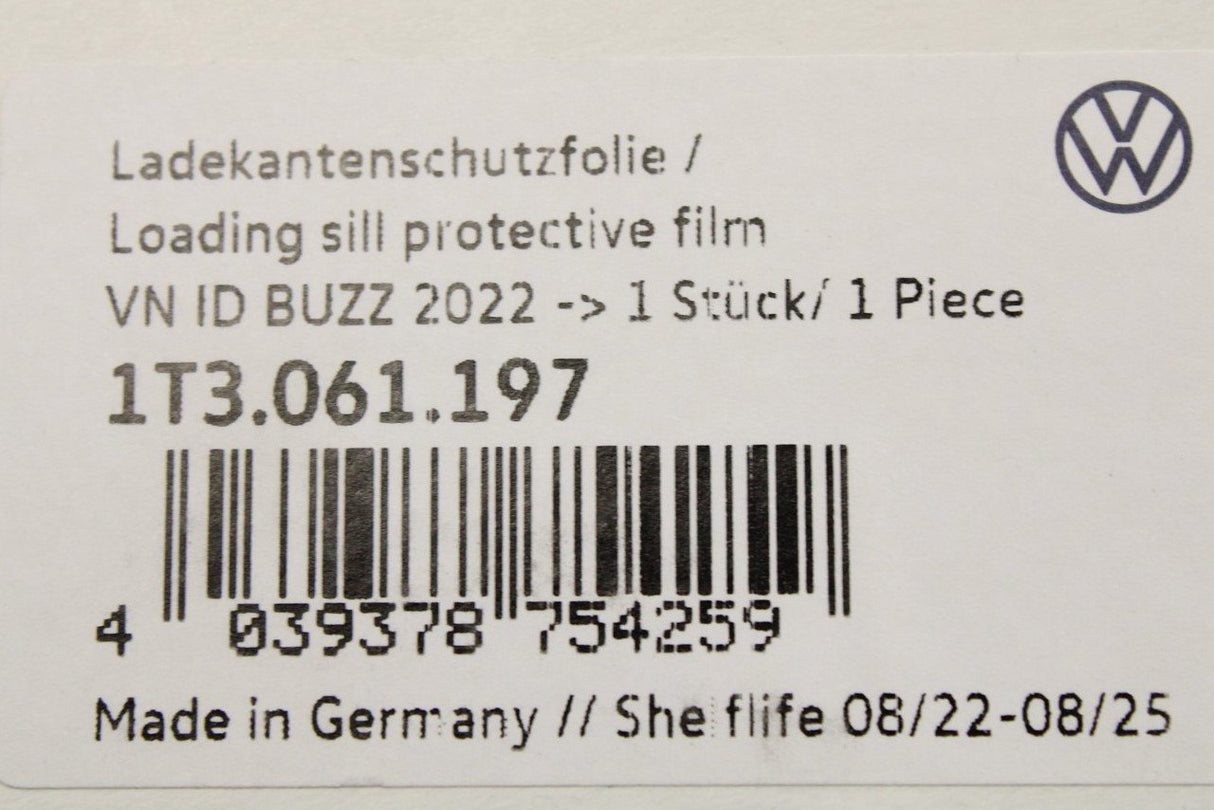 Ladekantenschutzfolie /
Loading sill protective film
VN ID BUZZ 2022 -> 1 Stück/ 1 Piece
1T3.061.197
4 039378 754259
Made in Germany // Shelflife 08/22-08/25